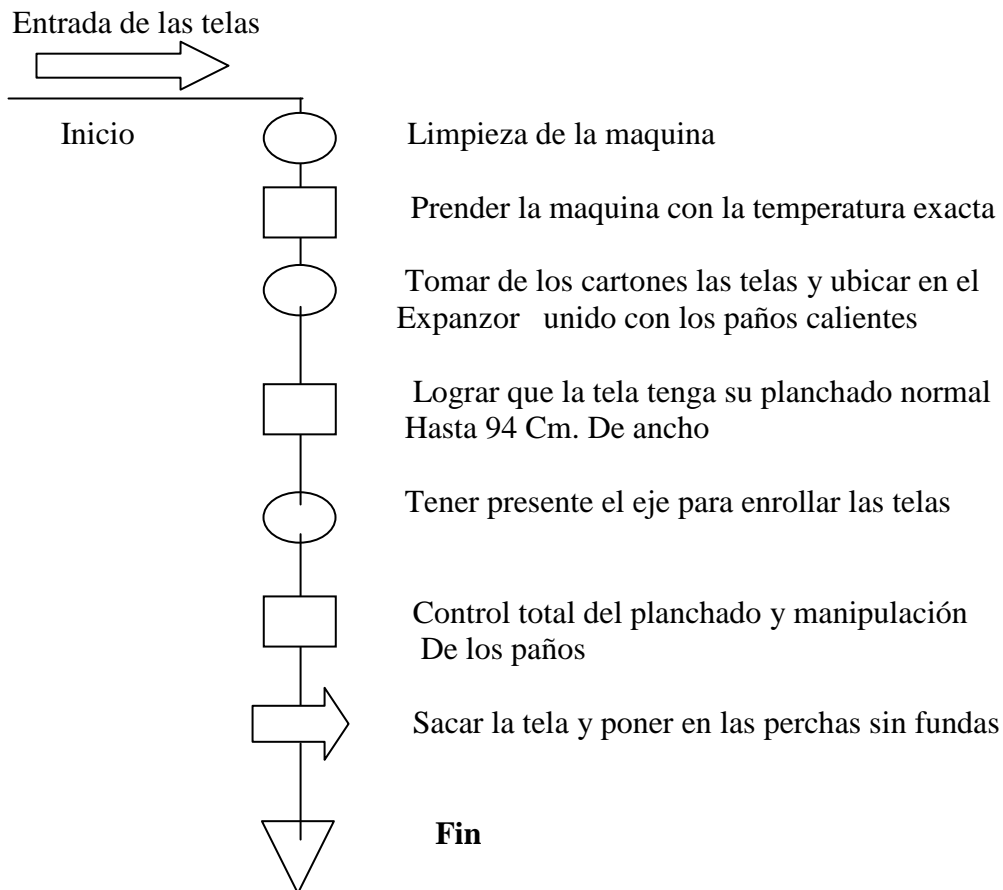 Entrada de las telas
Inicio
Limpieza de la maquina
Prender la maquina con la temperatura exacta
Tomar de los cartones las telas y ubicar en el
Expanzor unido con los paños calientes
Lograr que la tela tenga su planchado normal
Hasta 94 Cm. De ancho
Tener presente el eje para enrollar las telas
Control total del planchado y manipulación
De los paños
Sacar la tela y poner en las perchas sin fundas
Fin